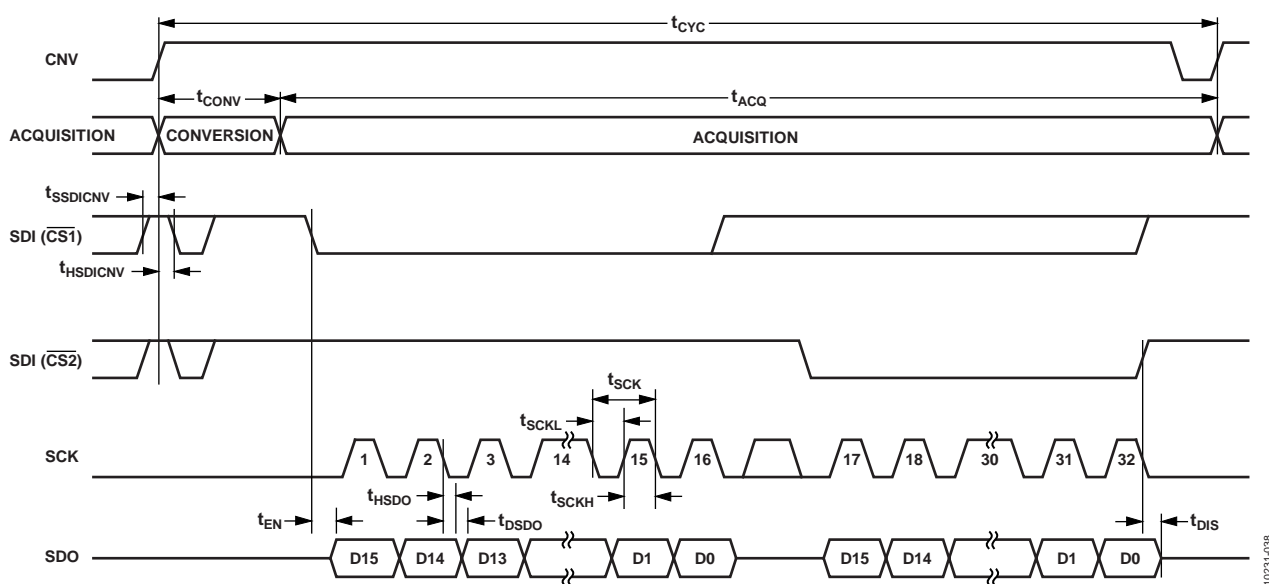 tCYC
CNV
tCONV
tACQ
ACQUISITION CONVERSION ACQUISITION
tSSDICNV
SDI (CS1)
tHSDICNV
SDI (CS2)
tSCK
tSCKL
SCK 1 2 3 14 15 16 17 18 30 31 32
tHSDO
tSCKH
tEN
tDSDO
tDIS
SDO D15 D14 D13 D1 D0 D15 D14 D1 D0
10231-038